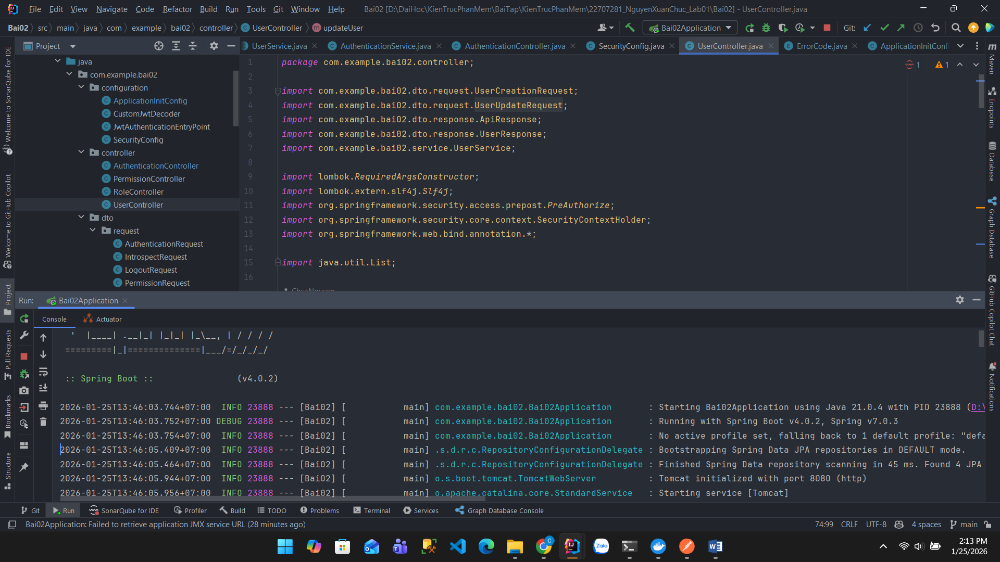 File Edit View Navigate Code Refactor Build Run Tools Git Window Help Bai02 [D:\DaiHoc\KienTrucPhanMem\BaiTap\KienTrucPhanMem\22707281_NguyenXuanChuc_Lab01\Bai02] - UserController.java
Bai02 src main java com example bai02 controller UserController updateUser
Bai02Application Git:
Project
UserService.java AuthenticationService.java AuthenticationController.java SecurityConfig.java UserController.java ErrorCode.java ApplicationInitConfi
java
com.example.bai02
configuration
ApplicationInitConfig
CustomJwtDecoder
JwtAuthenticationEntryPoint
SecurityConfig
controller
AuthenticationController
PermissionController
RoleController
UserController
dto
request
AuthenticationRequest
IntrospectRequest
LogoutRequest
PermissionRequest
1 package com.example.bai02.controller;
2
3 import com.example.bai02.dto.request.UserCreationRequest;
4 import com.example.bai02.dto.request.UserUpdateRequest;
5 import com.example.bai02.dto.response.ApiResponse;
6 import com.example.bai02.dto.response.UserResponse;
7 import com.example.bai02.service.UserService;
8
9 import lombok.RequiredArgsConstructor;
10 import lombok.extern.slf4j.Slf4j;
11 import org.springframework.security.access.prepost.PreAuthorize;
12 import org.springframework.security.core.context.SecurityContextHolder;
13 import org.springframework.web.bind.annotation.*;
14
15 import java.util.List;
16
ChucNguyen
1 1
Welcome to SonarQube for IDE
Welcome to GitHub Copilot
Project
Pull Requests
Bookmarks
Structure
Maven
Endpoints
Database
Graph Database
GitHub Copilot Chat
Notifications
Run: Bai02Application
Console Actuator
'  |____| .__|_| |_|_| |_\__, | / / / /
=========|_|==============|___/=/_/_/_/
:: Spring Boot :: (v4.0.2)
2026-01-25T13:46:03.744+07:00 INFO 23888 --- [Bai02] [ main] com.example.bai02.Bai02Application : Starting Bai02Application using Java 21.0.4 with PID 23888 (D:\
2026-01-25T13:46:03.752+07:00 DEBUG 23888 --- [Bai02] [ main] com.example.bai02.Bai02Application : Running with Spring Boot v4.0.2, Spring v7.0.3
2026-01-25T13:46:03.754+07:00 INFO 23888 --- [Bai02] [ main] com.example.bai02.Bai02Application : No active profile set, falling back to 1 default profile: "defa
2026-01-25T13:46:05.409+07:00 INFO 23888 --- [Bai02] [ main] .s.d.r.c.RepositoryConfigurationDelegate : Bootstrapping Spring Data JPA repositories in DEFAULT mode.
2026-01-25T13:46:05.464+07:00 INFO 23888 --- [Bai02] [ main] .s.d.r.c.RepositoryConfigurationDelegate : Finished Spring Data repository scanning in 45 ms. Found 4 JPA
2026-01-25T13:46:05.944+07:00 INFO 23888 --- [Bai02] [ main] o.s.boot.tomcat.TomcatWebServer : Tomcat initialized with port 8080 (http)
2026-01-25T13:46:05.956+07:00 INFO 23888 --- [Bai02] [ main] o.apache.catalina.core.StandardService : Starting service [Tomcat]
Git Run SonarQube for IDE Profiler Build TODO Problems Terminal Services Graph Database Console
Bai02Application: Failed to retrieve application JMX service URL (28 minutes ago) 74:99 CRLF UTF-8 4 spaces main
Zalo
2:13 PM
1/25/2026